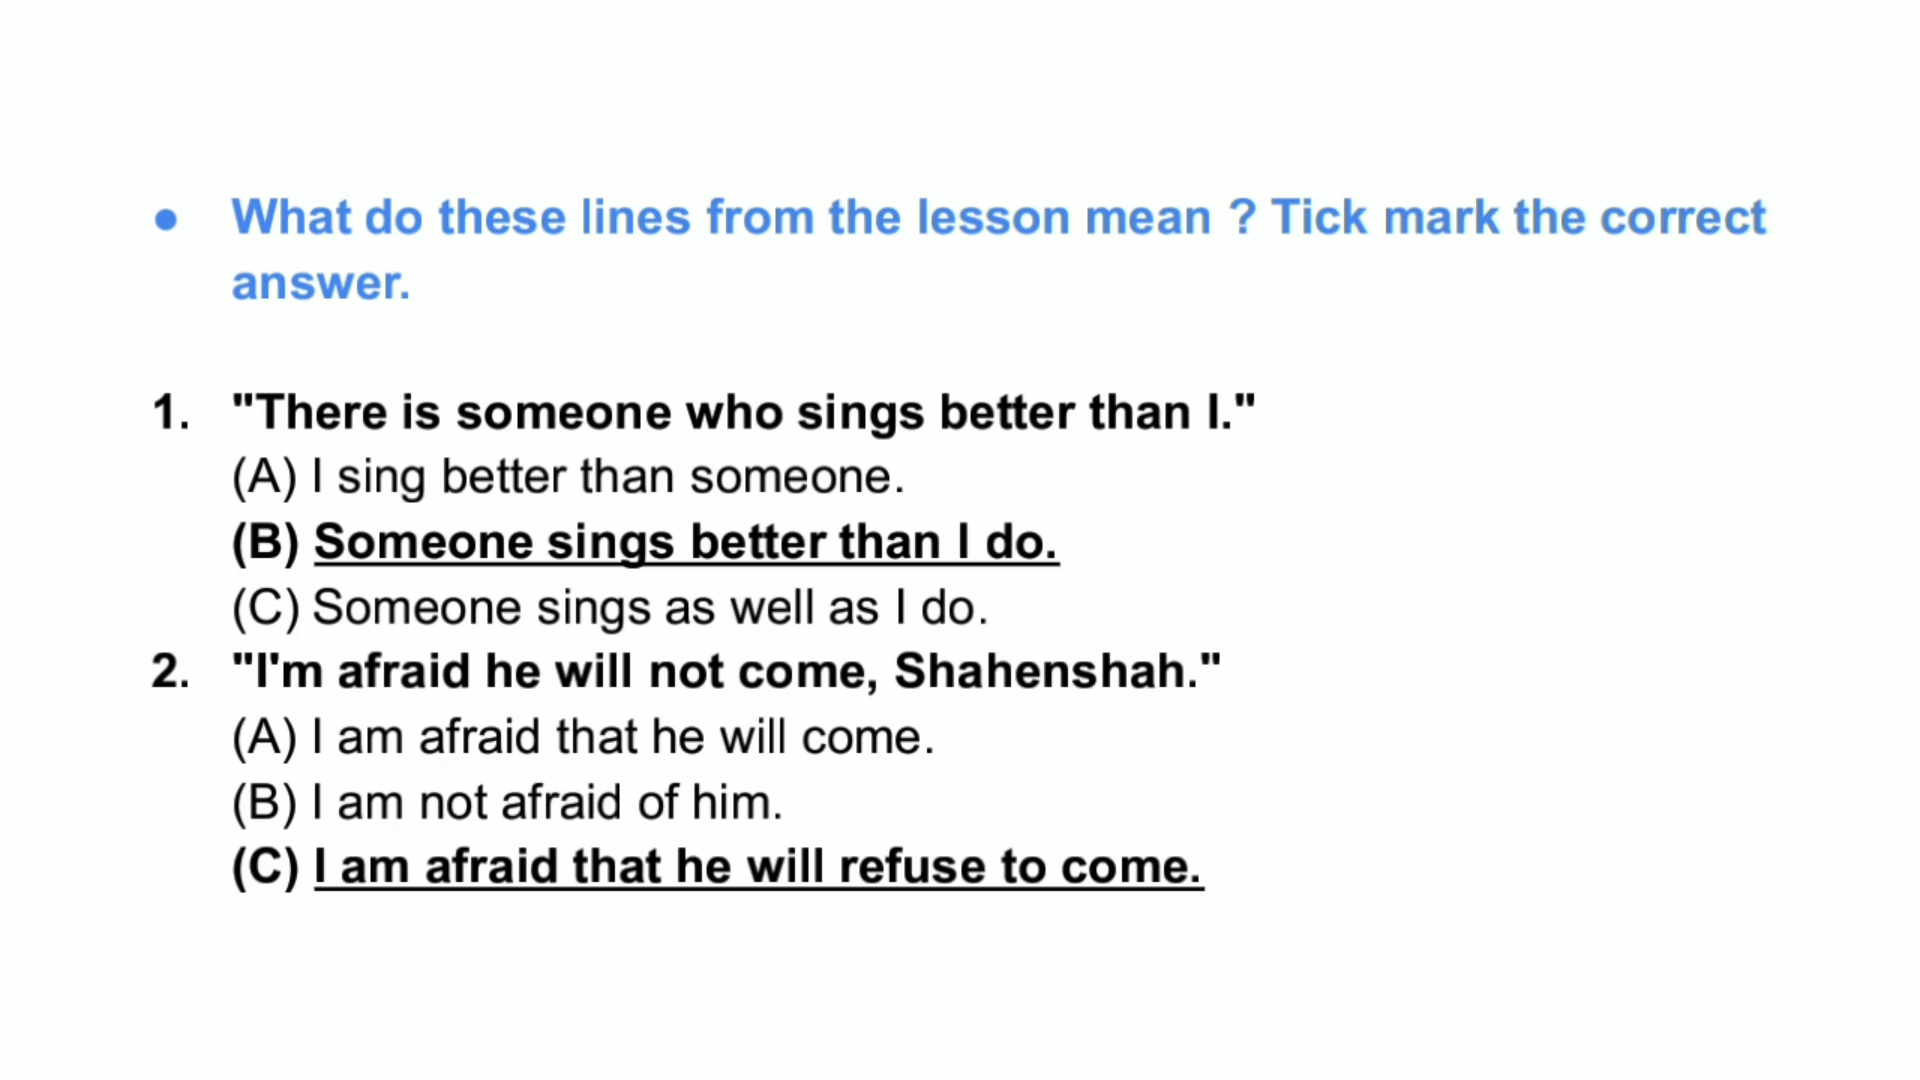 ● What do these lines from the lesson mean ? Tick mark the correct
answer.
1. "There is someone who sings better than I."
(A) I sing better than someone.
(B) Someone sings better than I do.
(C) Someone sings as well as I do.
2. "I'm afraid he will not come, Shahenshah."
(A) I am afraid that he will come.
(B) I am not afraid of him.
(C) I am afraid that he will refuse to come.